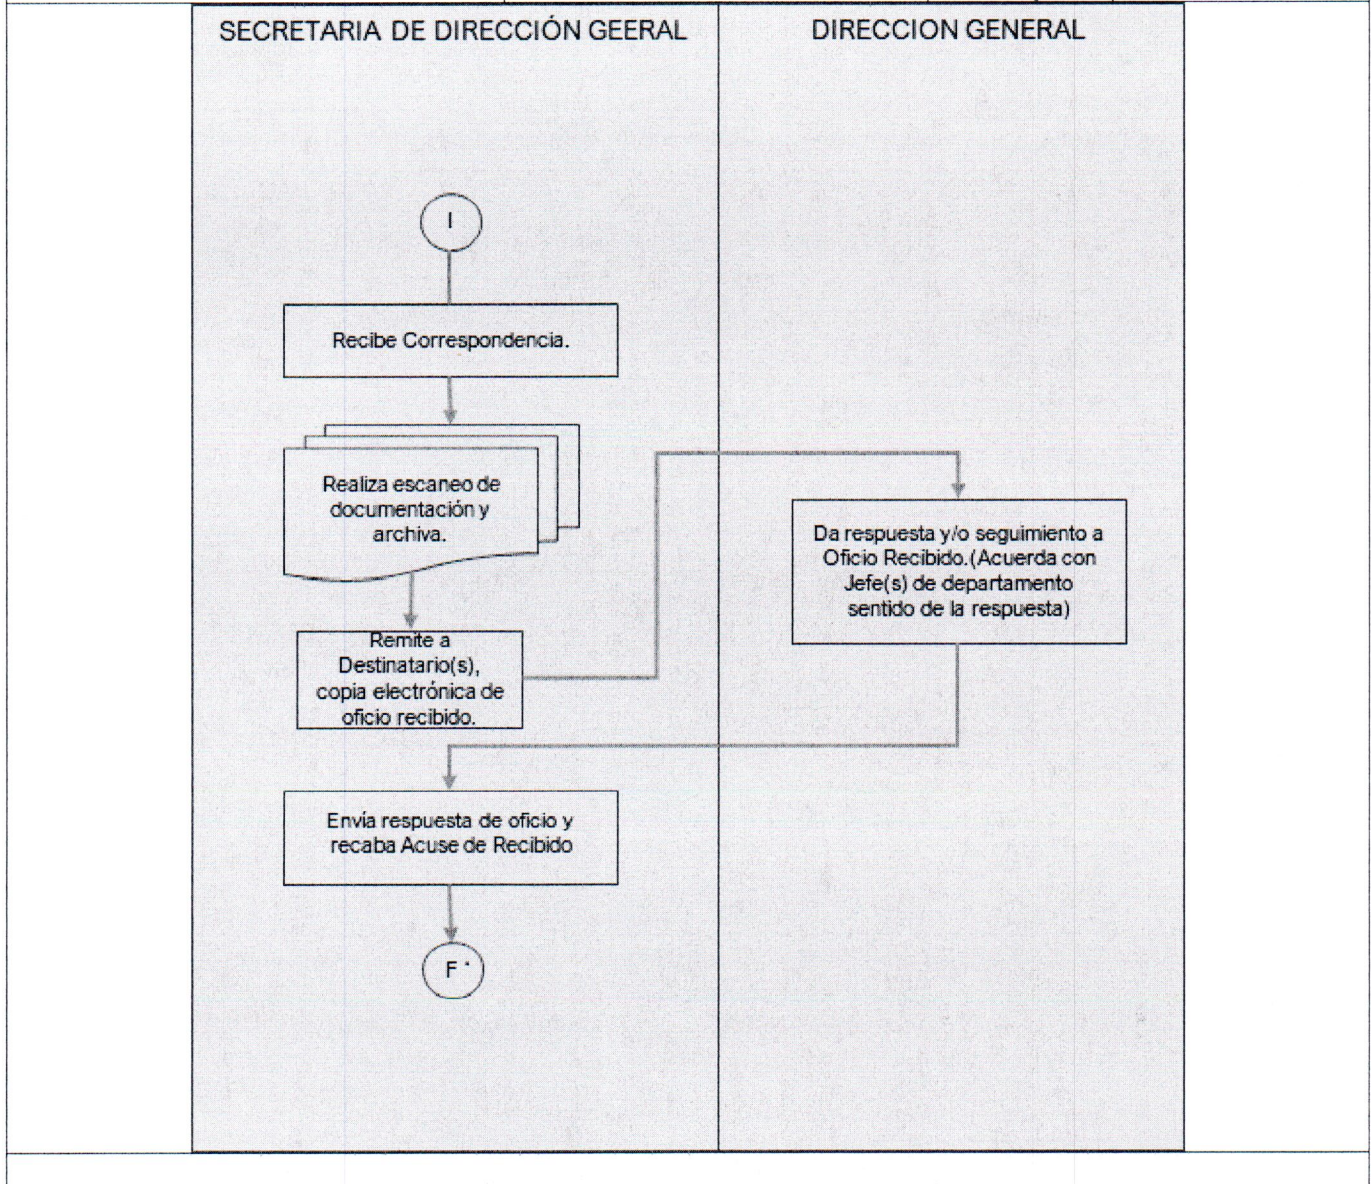 SECRETARIA DE DIRECCIÓN GEERAL
DIRECCION GENERAL
I
Recibe Correspondencia.
Realiza escaneo de
documentación y
archiva.
Remite a
Destinatario(s),
copia electrónica de
oficio recibido.
Da respuesta y/o seguimiento a
Oficio Recibido.(Acuerda con
Jefe(s) de departamento
sentido de la respuesta)
Envía respuesta de oficio y
recaba Acuse de Recibido
F